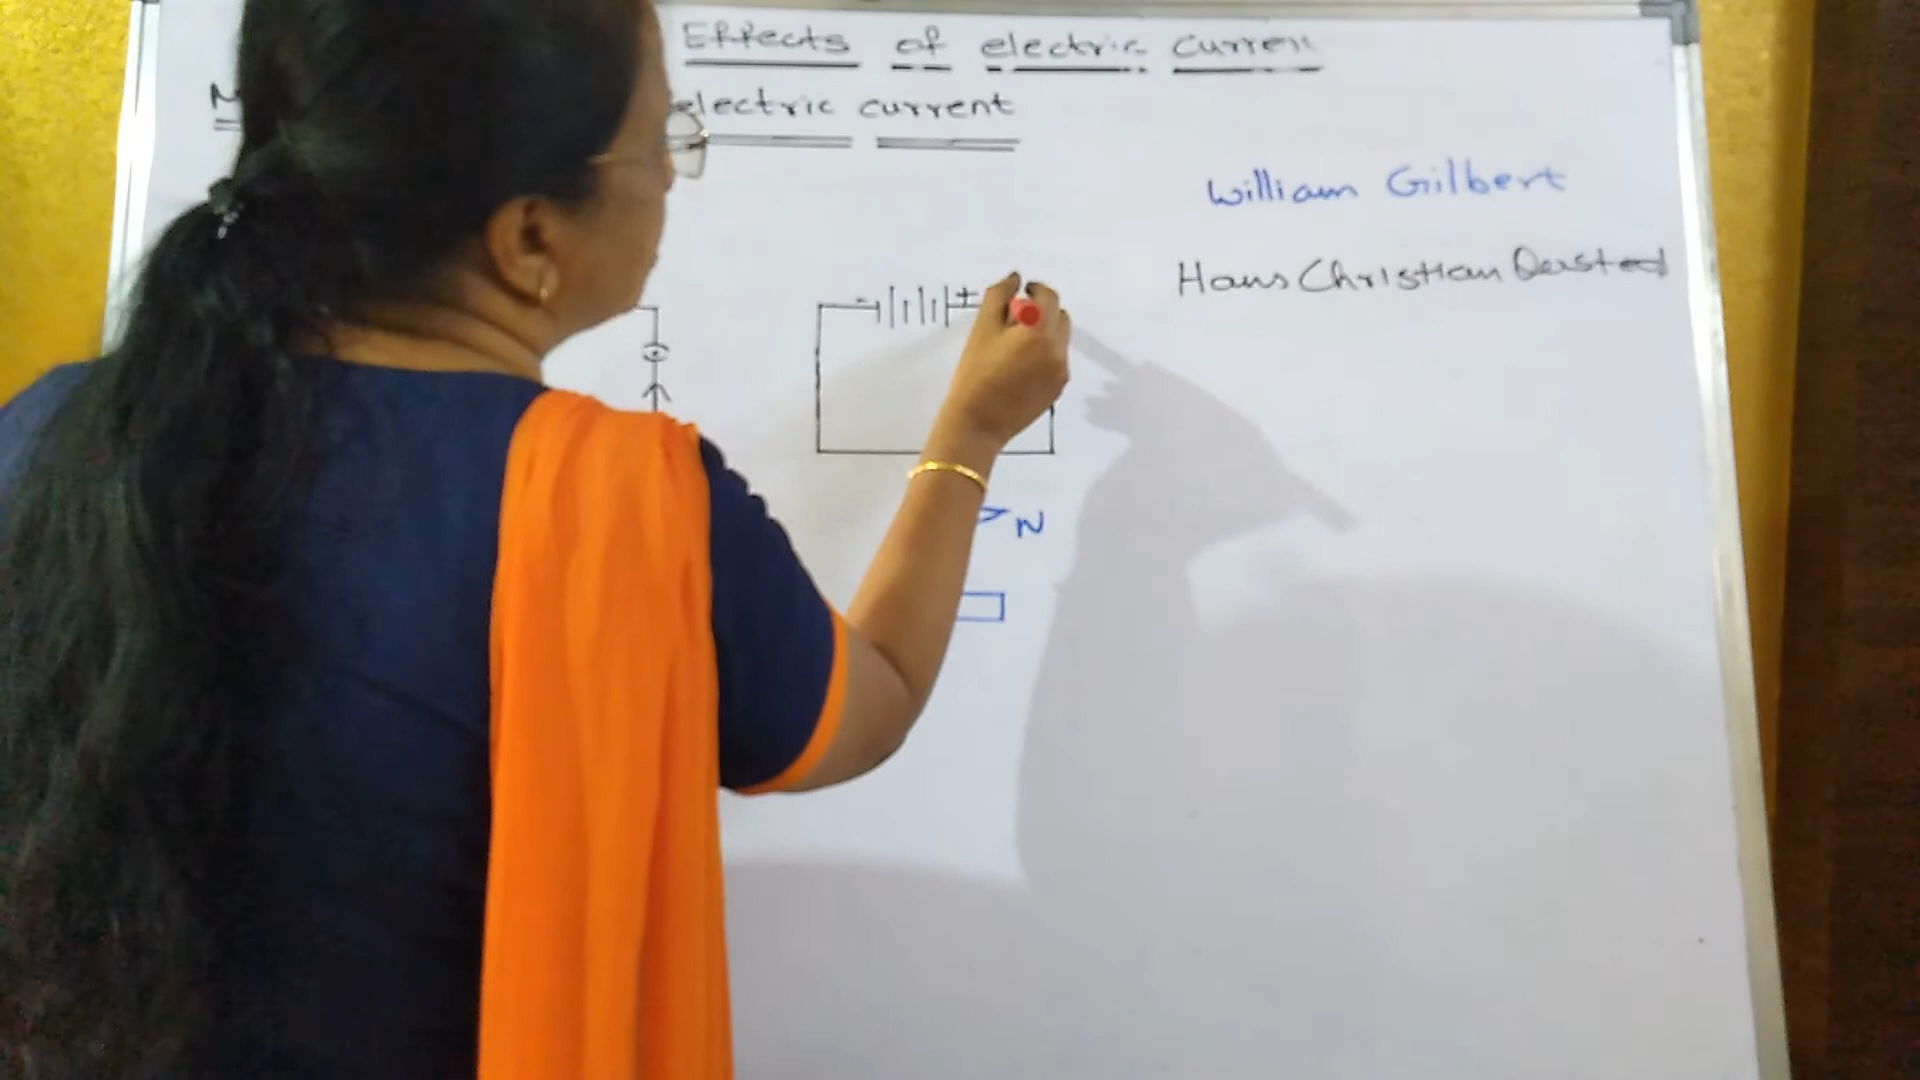 Effects of electric current
electric current
William Gilbert
Hans Christian Oersted
- +
N